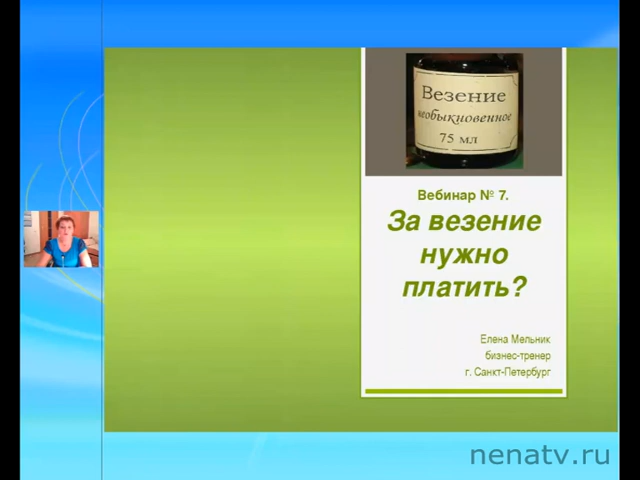 Везение
необыкновенное
75 мл
Вебинар № 7.
За везение
нужно
платить?
Елена Мельник
бизнес-тренер
г. Санкт-Петербург
nenatv.ru